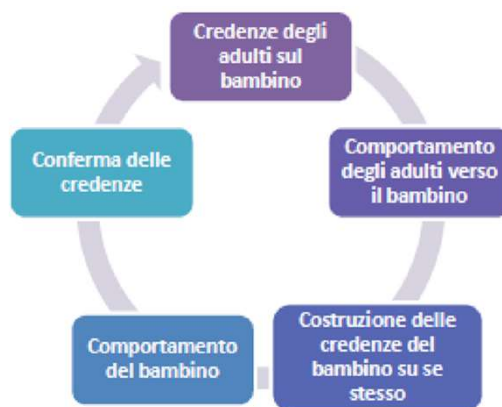 Credenze degli
adulti sul
bambino
Comportamento
degli adulti verso
il bambino
Costruzione delle
credenze del
bambino su se
stesso
Comportamento
del bambino
Conferma delle
credenze